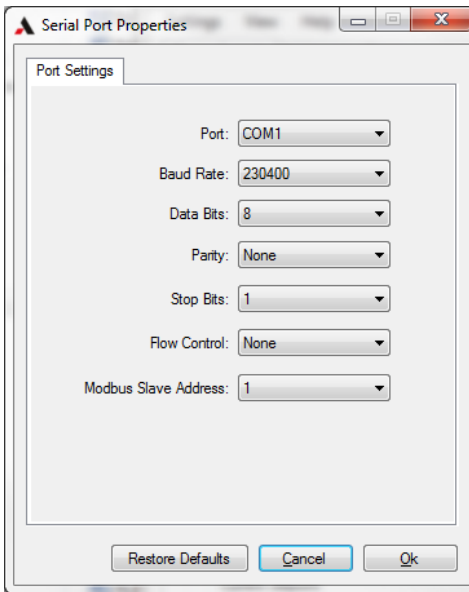 Serial Port Properties
Port Settings
Port: COM1
Baud Rate: 230400
Data Bits: 8
Parity: None
Stop Bits: 1
Flow Control: None
Modbus Slave Address: 1
Restore Defaults Cancel Ok